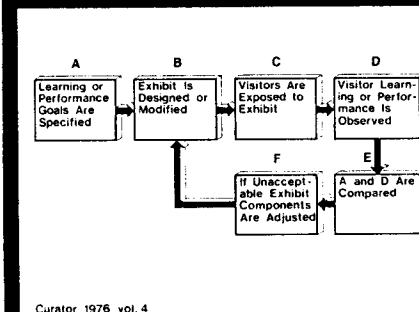 A
B
C
D
Learning or
Performance
Goals Are
Specified
Exhibit Is
Designed or
Modified
Visitors Are
Exposed to
Exhibit
Visitor Learn-
ing or Perfor-
mance Is
Observed
F
E
If Unaccept-
able Exhibit
Components
Are Adjusted
A and D Are
Compared
Curator 1976 vol. 4